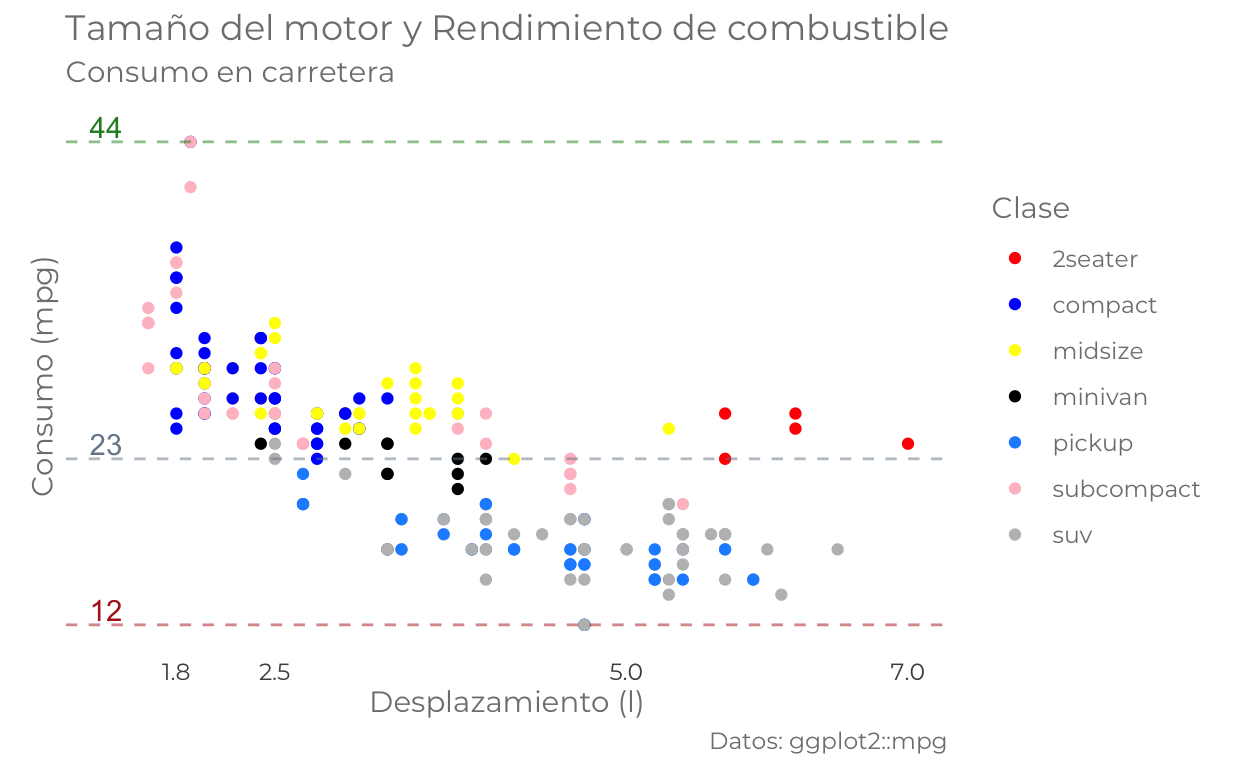 Tamaño del motor y Rendimiento de combustible
Consumo en carretera
44
23
12
Consumo (mpg)
1.8 2.5 5.0 7.0
Desplazamiento (l)
Datos: ggplot2::mpg
Clase
2seater
compact
midsize
minivan
pickup
subcompact
suv